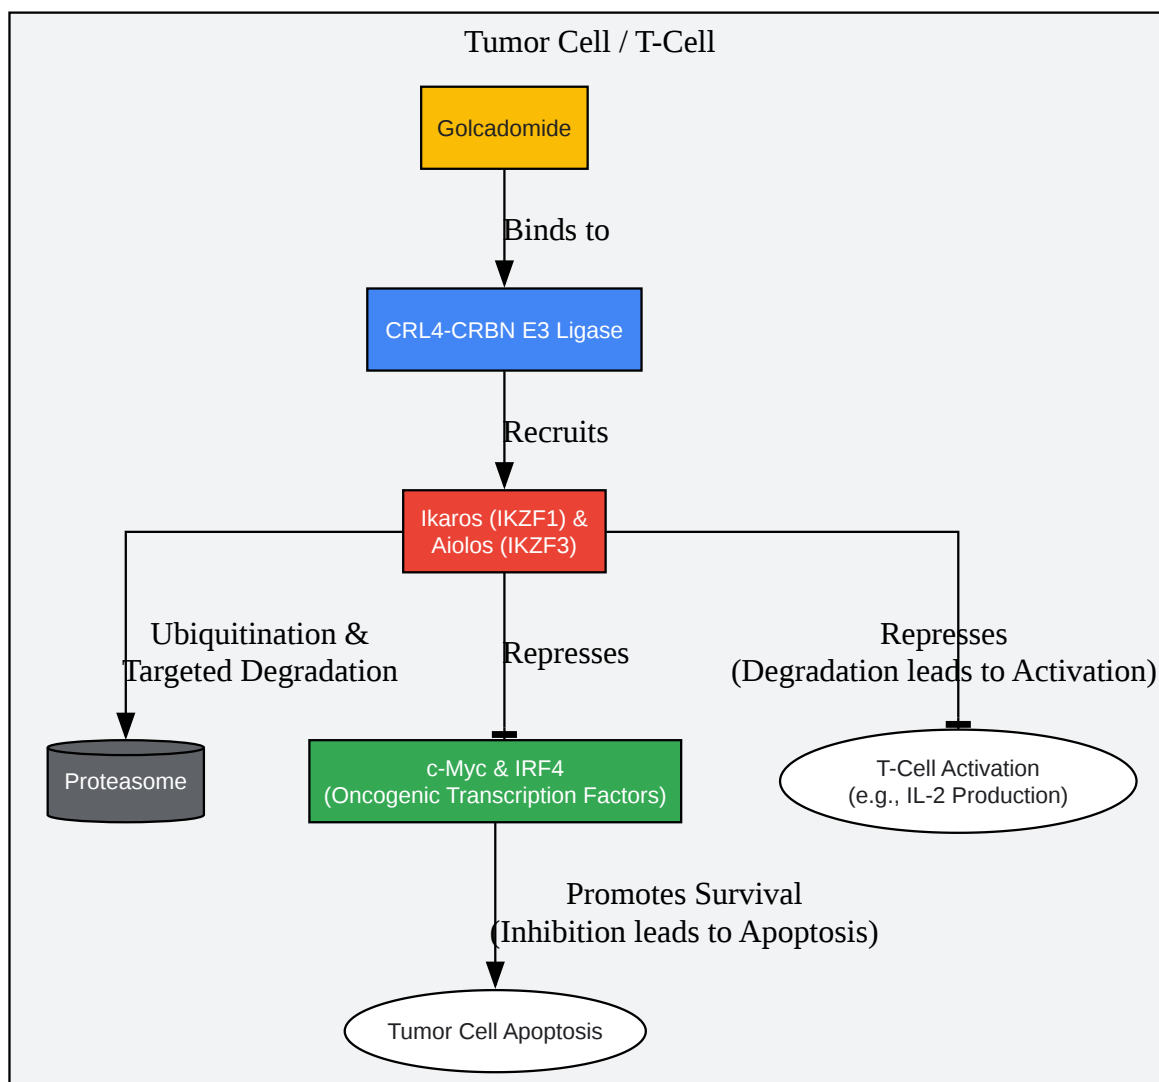 Tumor Cell / T-Cell
Golcadomide
Binds to
CRL4-CRBN E3 Ligase
Recruits
Ikaros (IKZF1) &
Aiolos (IKZF3)
Ubiquitination &
Targeted Degradation
Represses
Represses
(Degradation leads to Activation)
Proteasome
c-Myc & IRF4
(Oncogenic Transcription Factors)
T-Cell Activation
(e.g., IL-2 Production)
Promotes Survival
(Inhibition leads to Apoptosis)
Tumor Cell Apoptosis